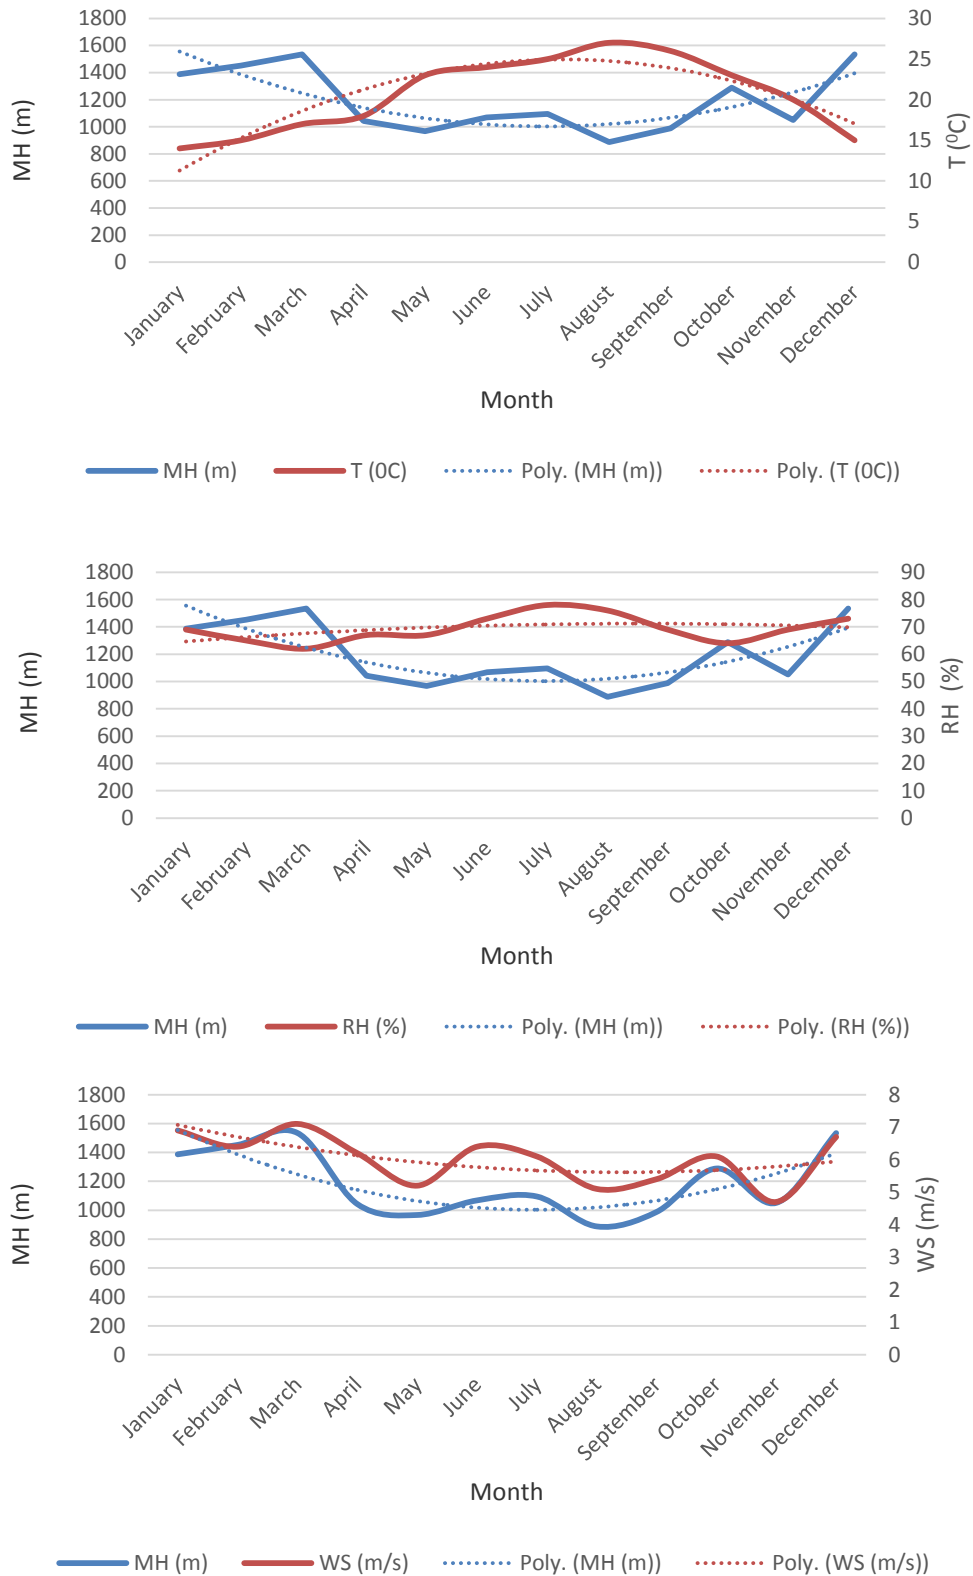 1800
1600
1400
1200
1000
800
600
400
200
0
MH (m)
30
25
20
15
10
5
0
T (⁰C)
January
February
March
April
May
June
July
August
September
October
November
December
Month
MH (m) T (0C) Poly. (MH (m)) Poly. (T (0C))
1800
1600
1400
1200
1000
800
600
400
200
0
MH (m)
90
80
70
60
50
40
30
20
10
0
RH (%)
January
February
March
April
May
June
July
August
September
October
November
December
Month
MH (m) RH (%) Poly. (MH (m)) Poly. (RH (%))
1800
1600
1400
1200
1000
800
600
400
200
0
MH (m)
8
7
6
5
4
3
2
1
0
WS (m/s)
January
February
March
April
May
June
July
August
September
October
November
December
Month
MH (m) WS (m/s) Poly. (MH (m)) Poly. (WS (m/s))